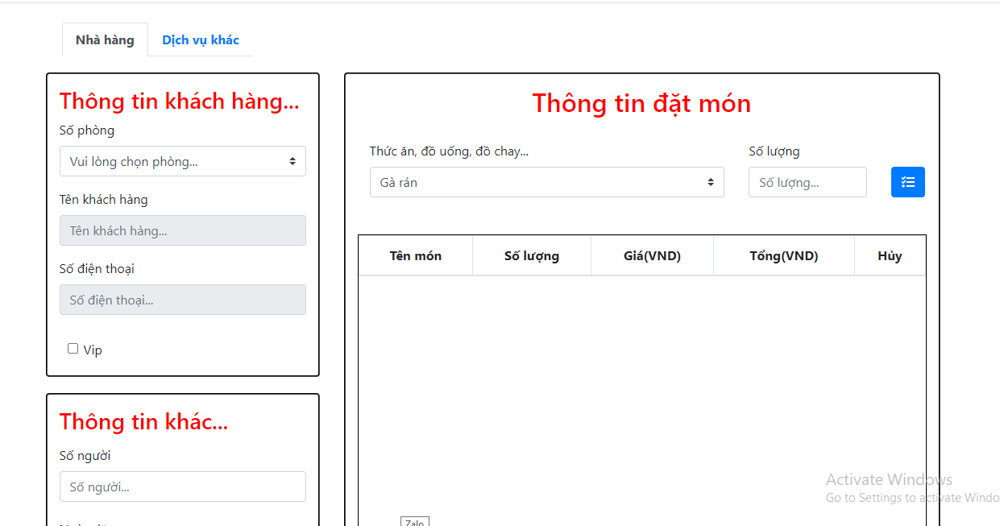 Nhà hàng
Dịch vụ khác
Thông tin khách hàng...
Số phòng
Vui lòng chọn phòng...
Tên khách hàng
Tên khách hàng...
Số điện thoại
Số điện thoại...
Vip
Thông tin khác...
Số người
Số người...
Thông tin đặt món
Thức ăn, đồ uống, đồ chay...
Số lượng
Gà rán
Số lượng...
Tên món
Số lượng
Giá(VND)
Tổng(VND)
Hủy
Zalo
Activate Windows
Go to Settings to activate Windo